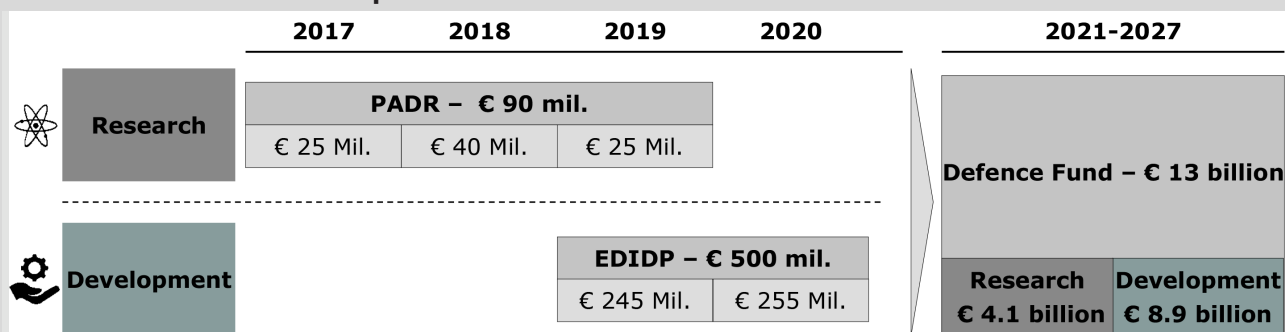 2017 2018 2019 2020 2021-2027
Research
PADR – € 90 mil.
€ 25 Mil. € 40 Mil. € 25 Mil.
Defence Fund – € 13 billion
Development
EDIDP – € 500 mil.
€ 245 Mil. € 255 Mil.
Research
€ 4.1 billion
Development
€ 8.9 billion